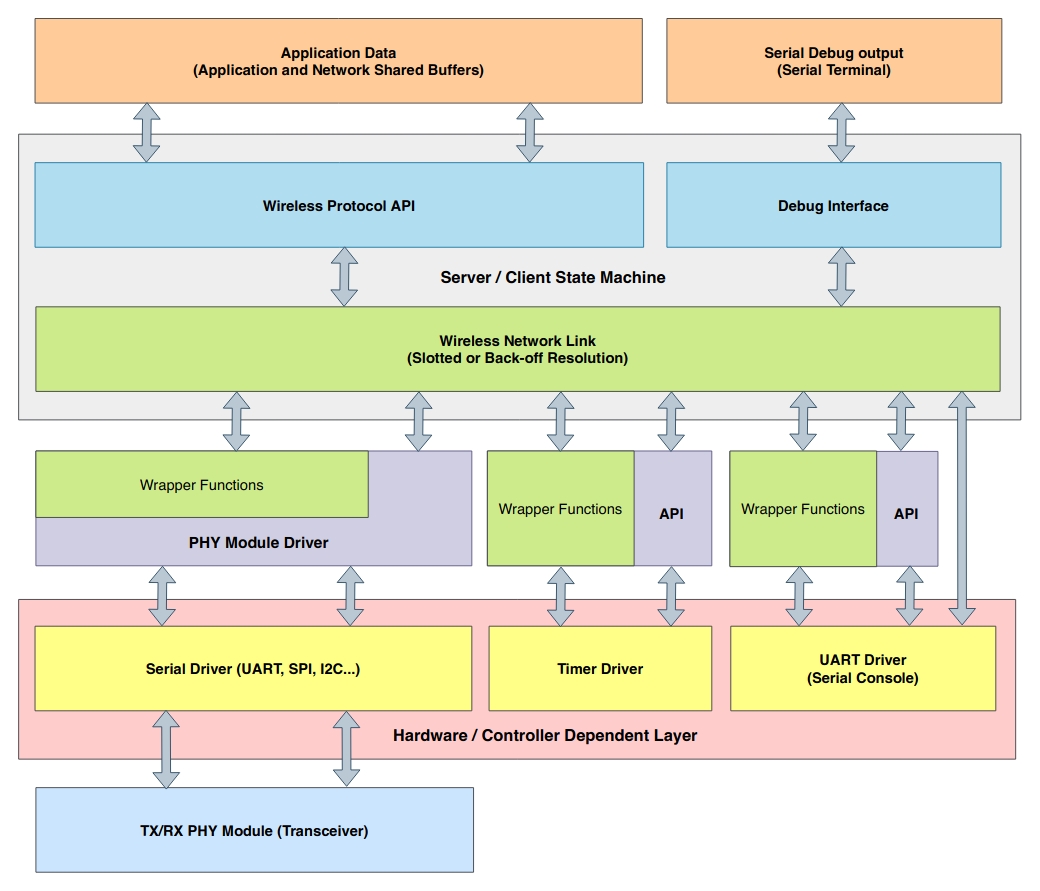 Application Data
(Application and Network Shared Buffers)
Serial Debug output
(Serial Terminal)
Wireless Protocol API
Debug Interface
Server / Client State Machine
Wireless Network Link
(Slotted or Back-off Resolution)
Wrapper Functions
PHY Module Driver
Wrapper Functions
API
Wrapper Functions
API
Serial Driver (UART, SPI, I2C...)
Timer Driver
UART Driver
(Serial Console)
Hardware / Controller Dependent Layer
TX/RX PHY Module (Transceiver)